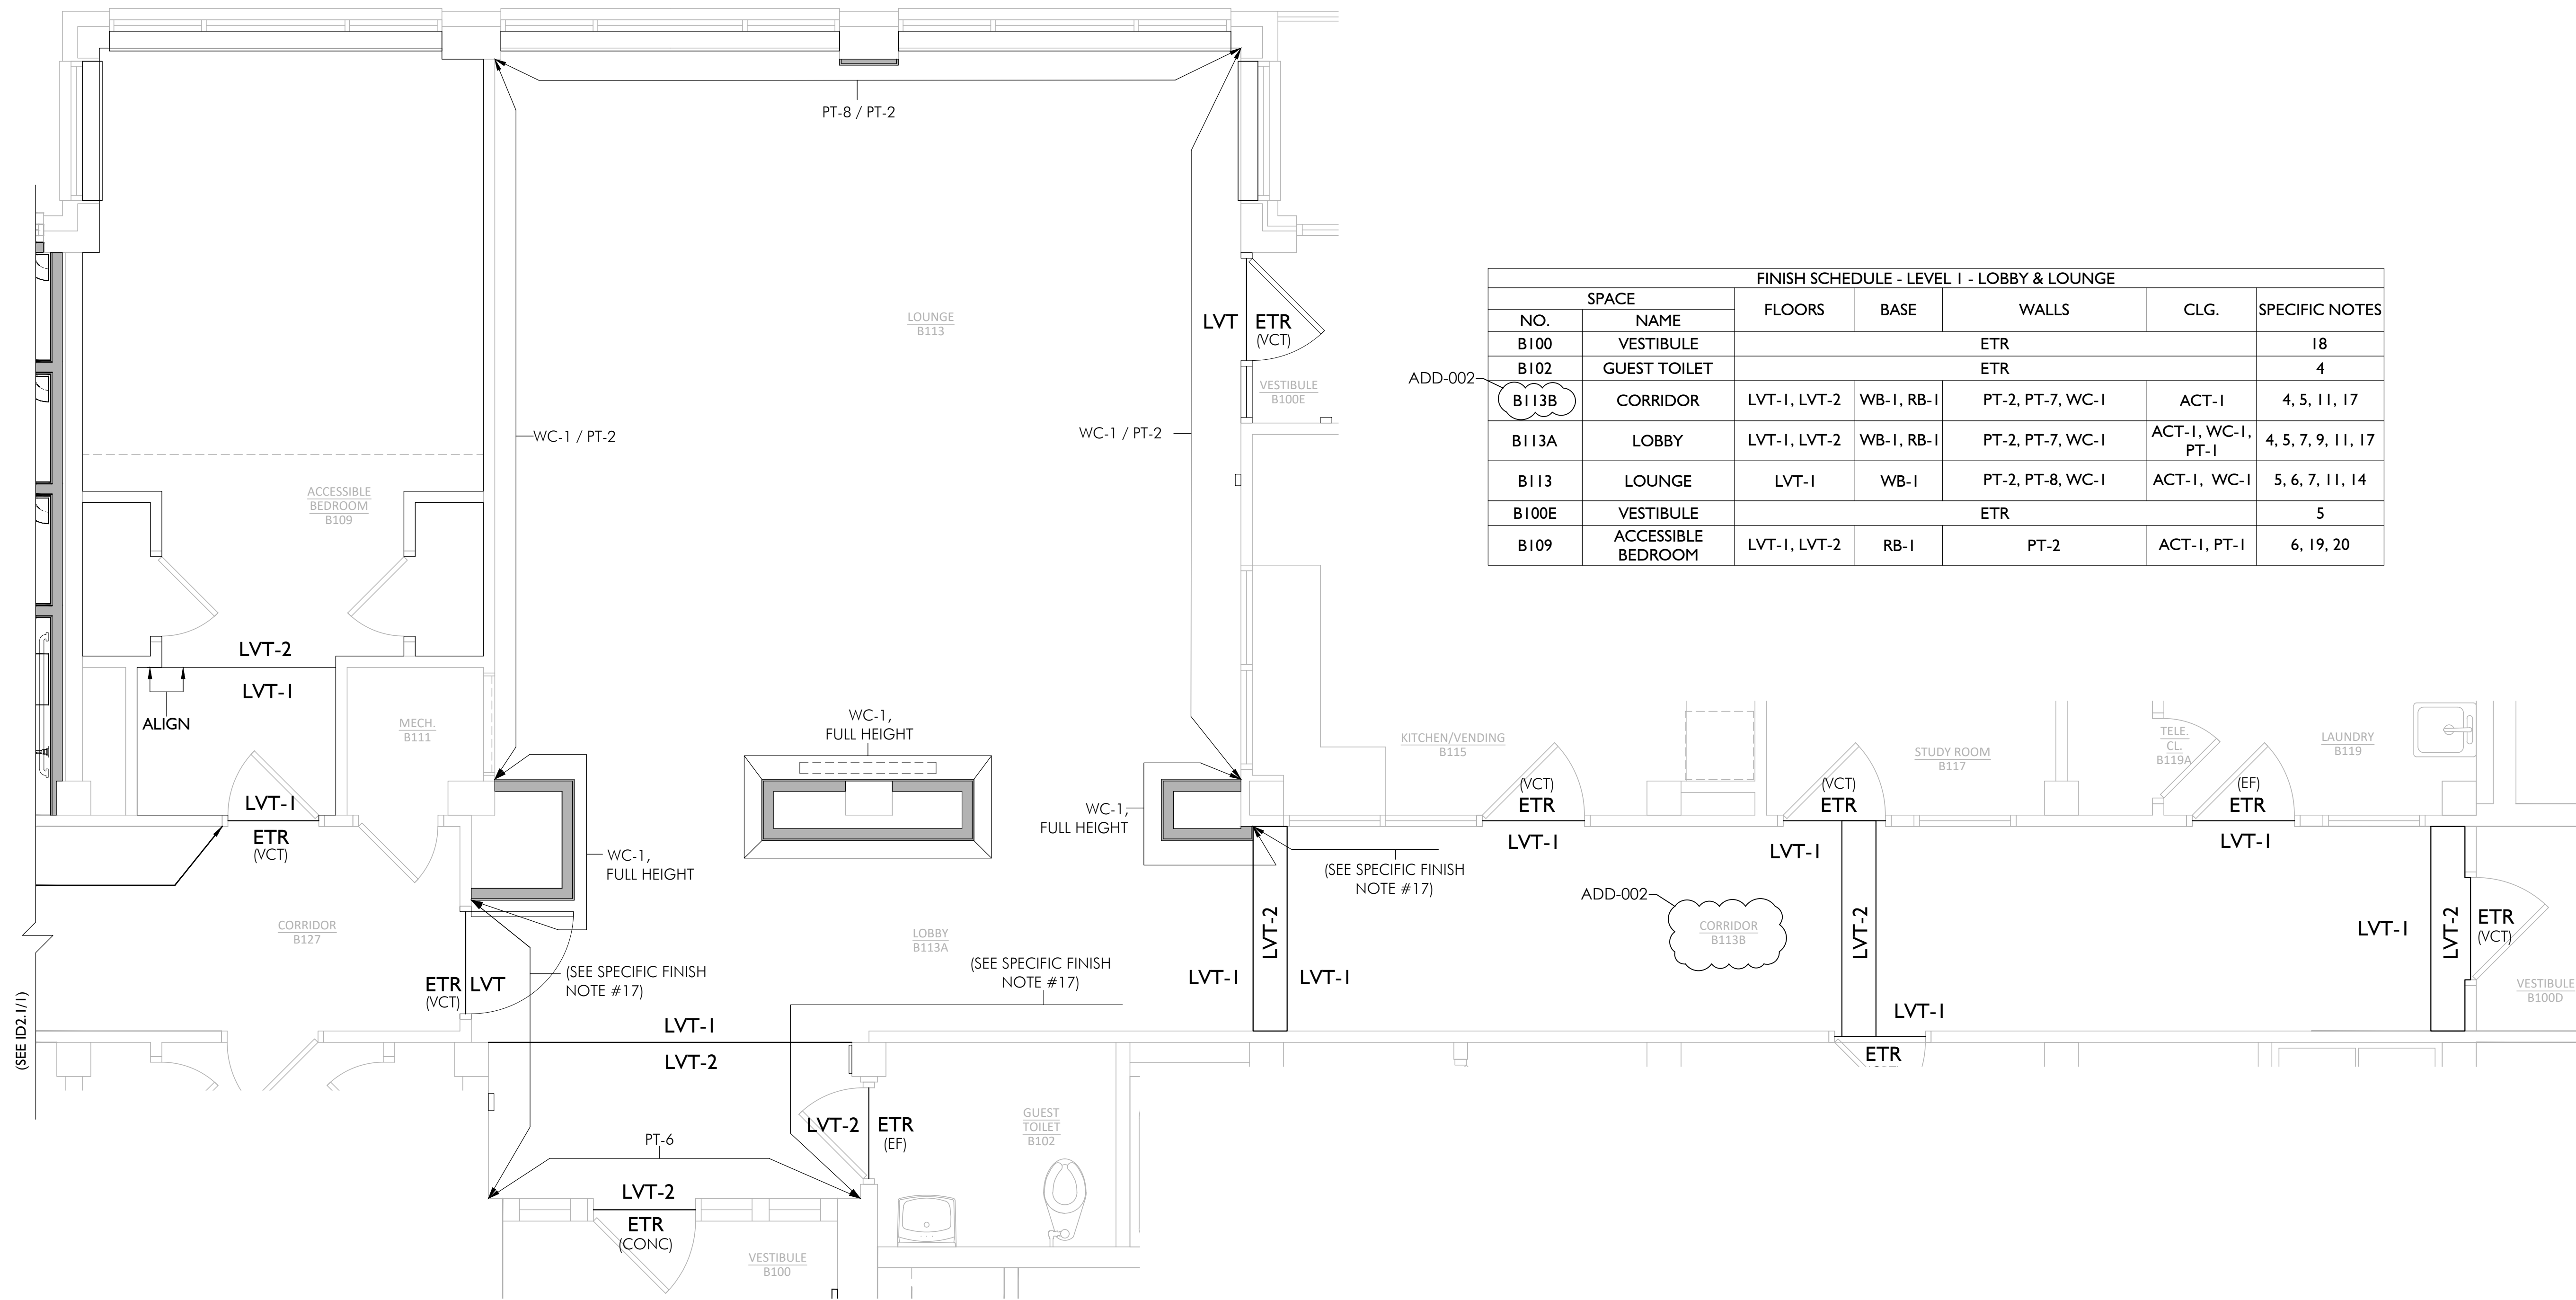 PT-8 / PT-2
LOUNGE
B113
LVT ETR
(VCT)
VESTIBULE
B100E
WC-1 / PT-2
WC-1 / PT-2
ACCESSIBLE
BEDROOM
B109
LVT-2
LVT-1
ALIGN
MECH.
B111
WC-1,
FULL HEIGHT
LVT-1
ETR
(VCT)
WC-1,
FULL HEIGHT
WC-1,
FULL HEIGHT
CORRIDOR
B127
LOBBY
B113A
ETR LVT
(VCT)
(SEE SPECIFIC FINISH
NOTE #17)
(SEE SPECIFIC FINISH
NOTE #17)
(SEE SPECIFIC FINISH
NOTE #17)
(SEE ID2.1/1)
LVT-1
LVT-2
PT-6
LVT-2
ETR
(EF)
GUEST
TOILET
B102
LVT-2
ETR
(CONC)
VESTIBULE
B100
FINISH SCHEDULE - LEVEL 1 - LOBBY & LOUNGE
SPACE FLOORS BASE WALLS CLG. SPECIFIC NOTES
NO. NAME
B100 VESTIBULE ETR 18
B102 GUEST TOILET ETR 4
ADD-002
B113B CORRIDOR LVT-1, LVT-2 WB-1, RB-1 PT-2, PT-7, WC-1 ACT-1 4, 5, 11, 17
B113A LOBBY LVT-1, LVT-2 WB-1, RB-1 PT-2, PT-7, WC-1 ACT-1, WC-1, PT-1 4, 5, 7, 9, 11, 17
B113 LOUNGE LVT-1 WB-1 PT-2, PT-8, WC-1 ACT-1, WC-1 5, 6, 7, 11, 14
B100E VESTIBULE ETR 5
B109 ACCESSIBLE BEDROOM LVT-1, LVT-2 RB-1 PT-2 ACT-1, PT-1 6, 19, 20
KITCHEN/VENDING
B115
(VCT)
ETR
LVT-1
(VCT)
ETR
LVT-1
STUDY ROOM
B117
TELE.
CL.
B119A
LAUNDRY
B119
(EF)
ETR
LVT-1
ADD-002
CORRIDOR
B113B
LVT-1
LVT-2
LVT-1
LVT-2
LVT-1
ETR
LVT-1
LVT-2
ETR
(VCT)
VESTIBULE
B100D